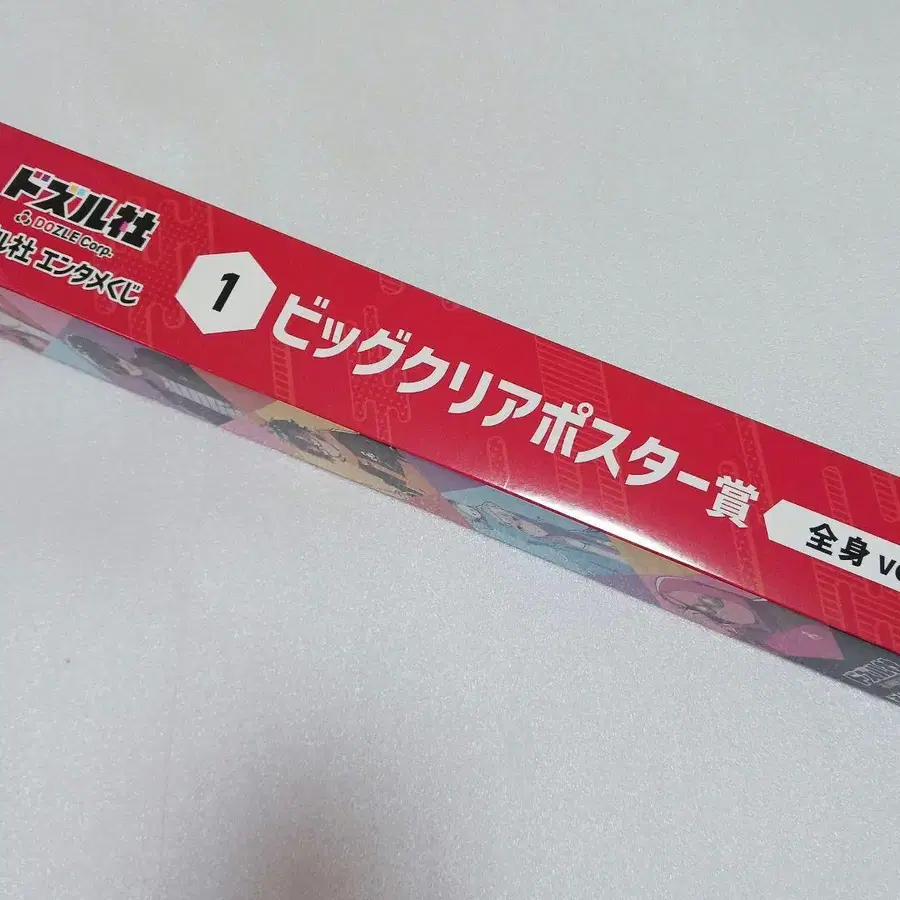 ドズル社
DOZLE Corp.
ル社 エンタメくじ
1
ビッグクリアポスター賞
全身 ve